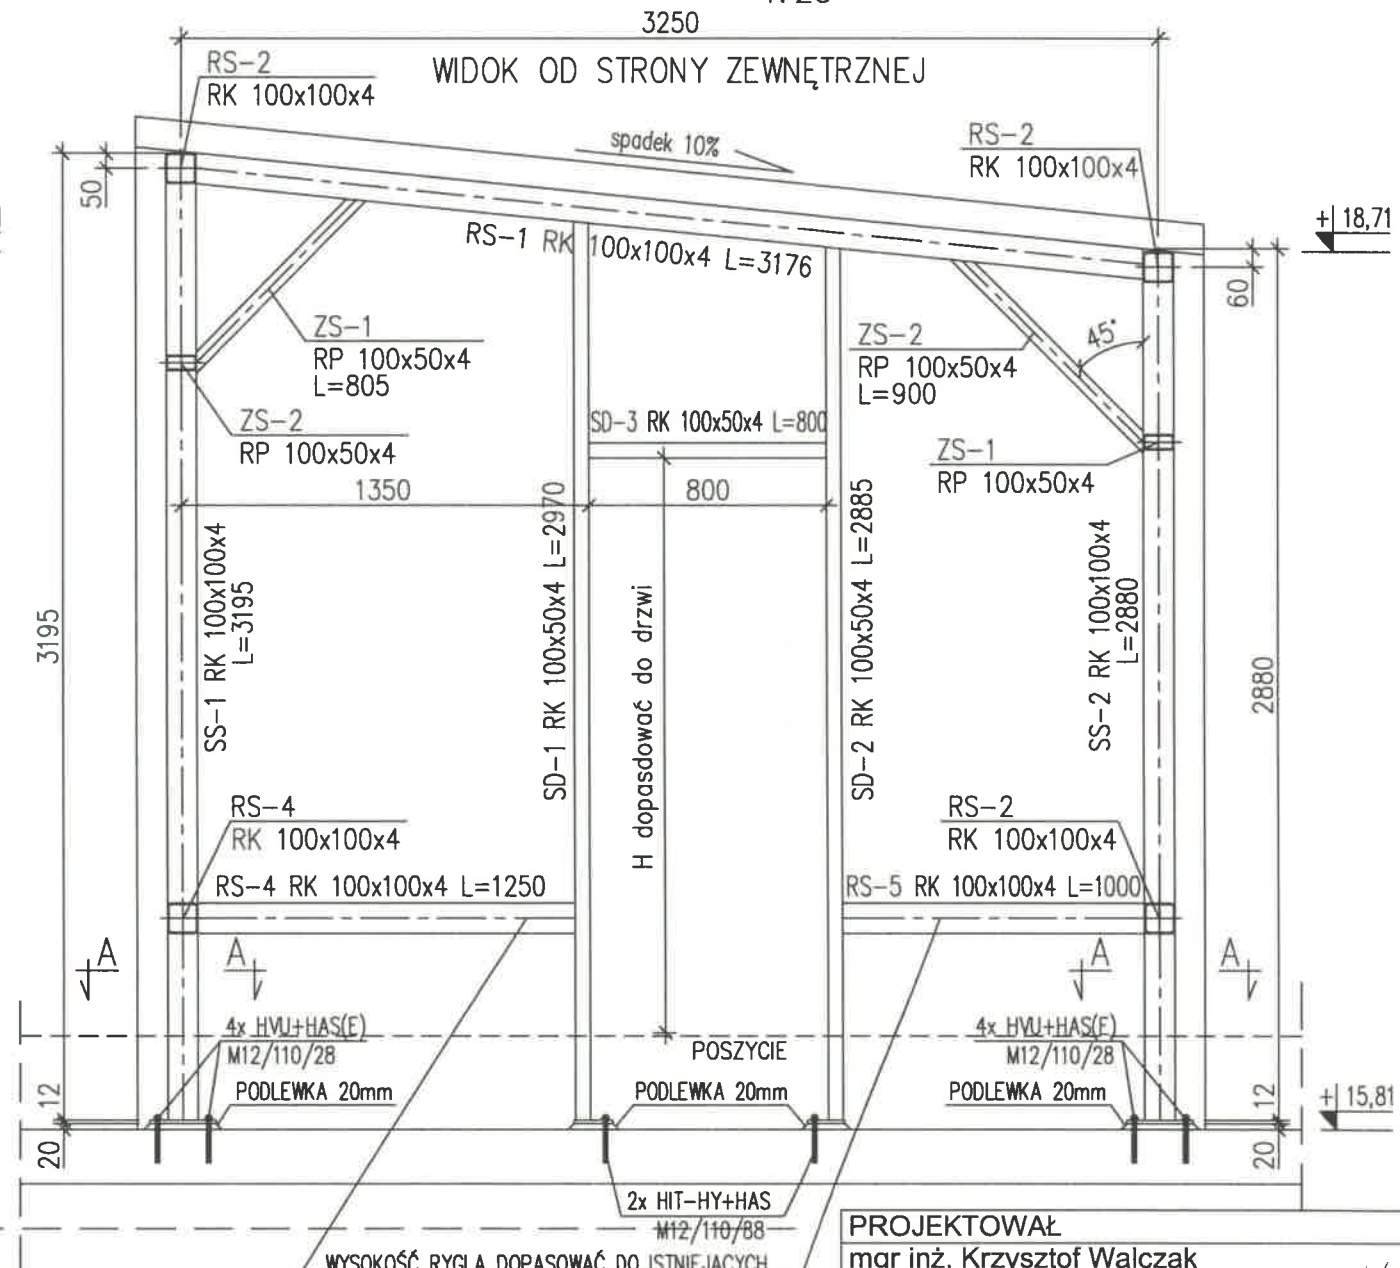 3250
WIDOK OD STRONY ZEWNĘTRZNEJ
RS-2
RK 100x100x4
spadek 10%
RS-2
RK 100x100x4
+ 18,71
50
60
RS-1 RK 100x100x4 L=3176
ZS-1
RP 100x50x4
L=805
ZS-2
RP 100x50x4
L=900
45°
ZS-2
RP 100x50x4
SD-3 RK 100x50x4 L=800
ZS-1
RP 100x50x4
1350
800
3195
SS-1 RK 100x100x4
L=3195
SD-1 RK 100x50x4 L=2970
H dopasdować do drzwi
SD-2 RK 100x50x4 L=2885
SS-2 RK 100x100x4
L=2880
2880
RS-4
RK 100x100x4
RS-4 RK 100x100x4 L=1250
RS-2
RK 100x100x4
RS-5 RK 100x100x4 L=1000
A
A
A
A
4x HVU+HAS(E)
M12/110/28
4x HVU+HAS(E)
M12/110/28
POSZYCIE
PODLEWKA 20mm
PODLEWKA 20mm
PODLEWKA 20mm
12
20
12
20
+ 15,81
2x HIT-HY+HAS
M12/110/88
WYSOKOŚĆ RYGLA DOPASOWAĆ DO ISTNIEJĄCYCH
PROJEKTOWAŁ
mgr inż. Krzysztof Walczak